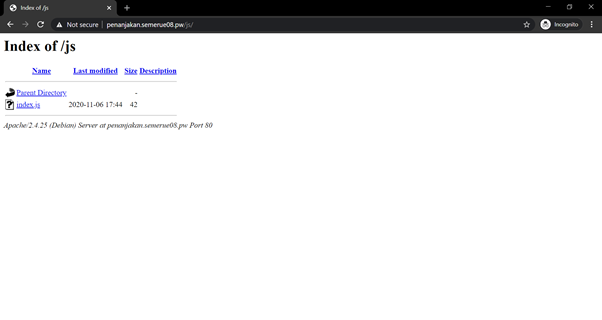 Index of /js
Not secure | penanjakan.semerue08.pw/js/
Incognito
Index of /js
Name Last modified Size Description
Parent Directory -
index.js 2020-11-06 17:44 42
Apache/2.4.25 (Debian) Server at penanjakan.semerue08.pw Port 80